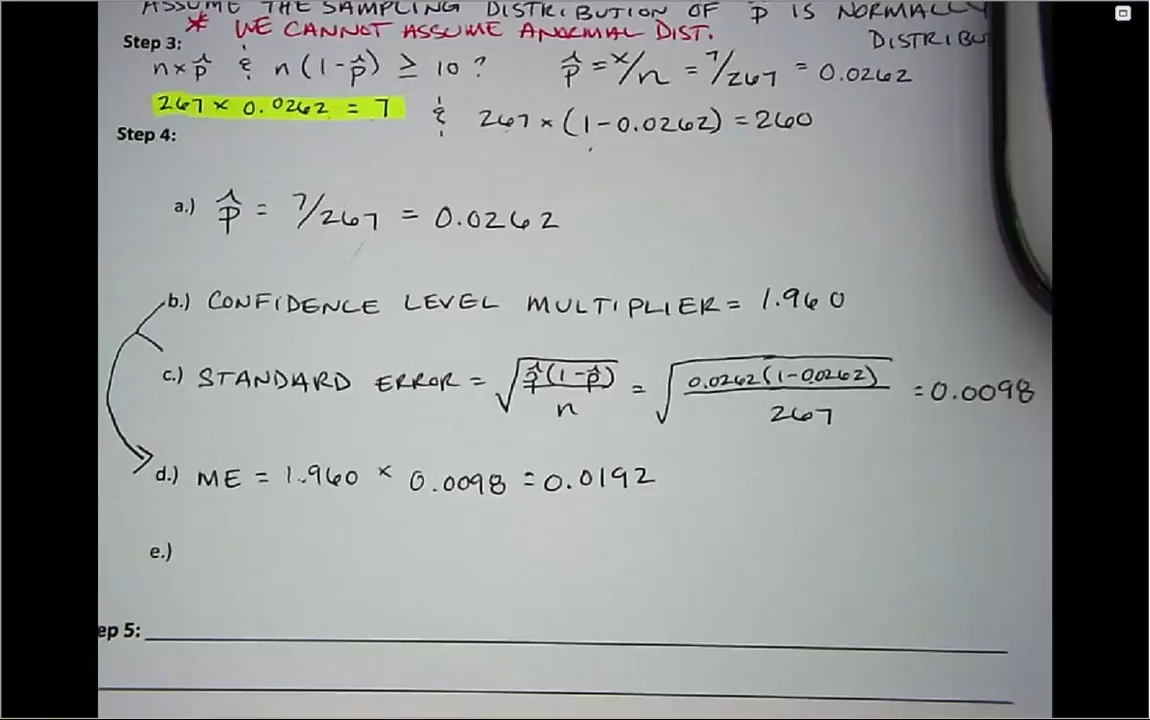 ASSUME THE SAMPLING DISTRIBUTION OF P̂ IS NORMALLY
* WE CANNOT ASSUME A NORMAL DIST.
DISTRIBU
Step 3:
n × p̂ & n(1-p̂) ≥ 10 ? p̂ = x/n = 7/267 = 0.0262
267 × 0.0262 = 7 & 267 × (1-0.0262) = 260
Step 4:
a.) p̂ = 7/267 = 0.0262
b.) CONFIDENCE LEVEL MULTIPLIER = 1.960
c.) STANDARD ERROR = √(p̂(1-p̂)/n) = √(0.0262(1-0.0262)/267) = 0.0098
d.) ME = 1.960 × 0.0098 = 0.0192
e.)
ep 5: